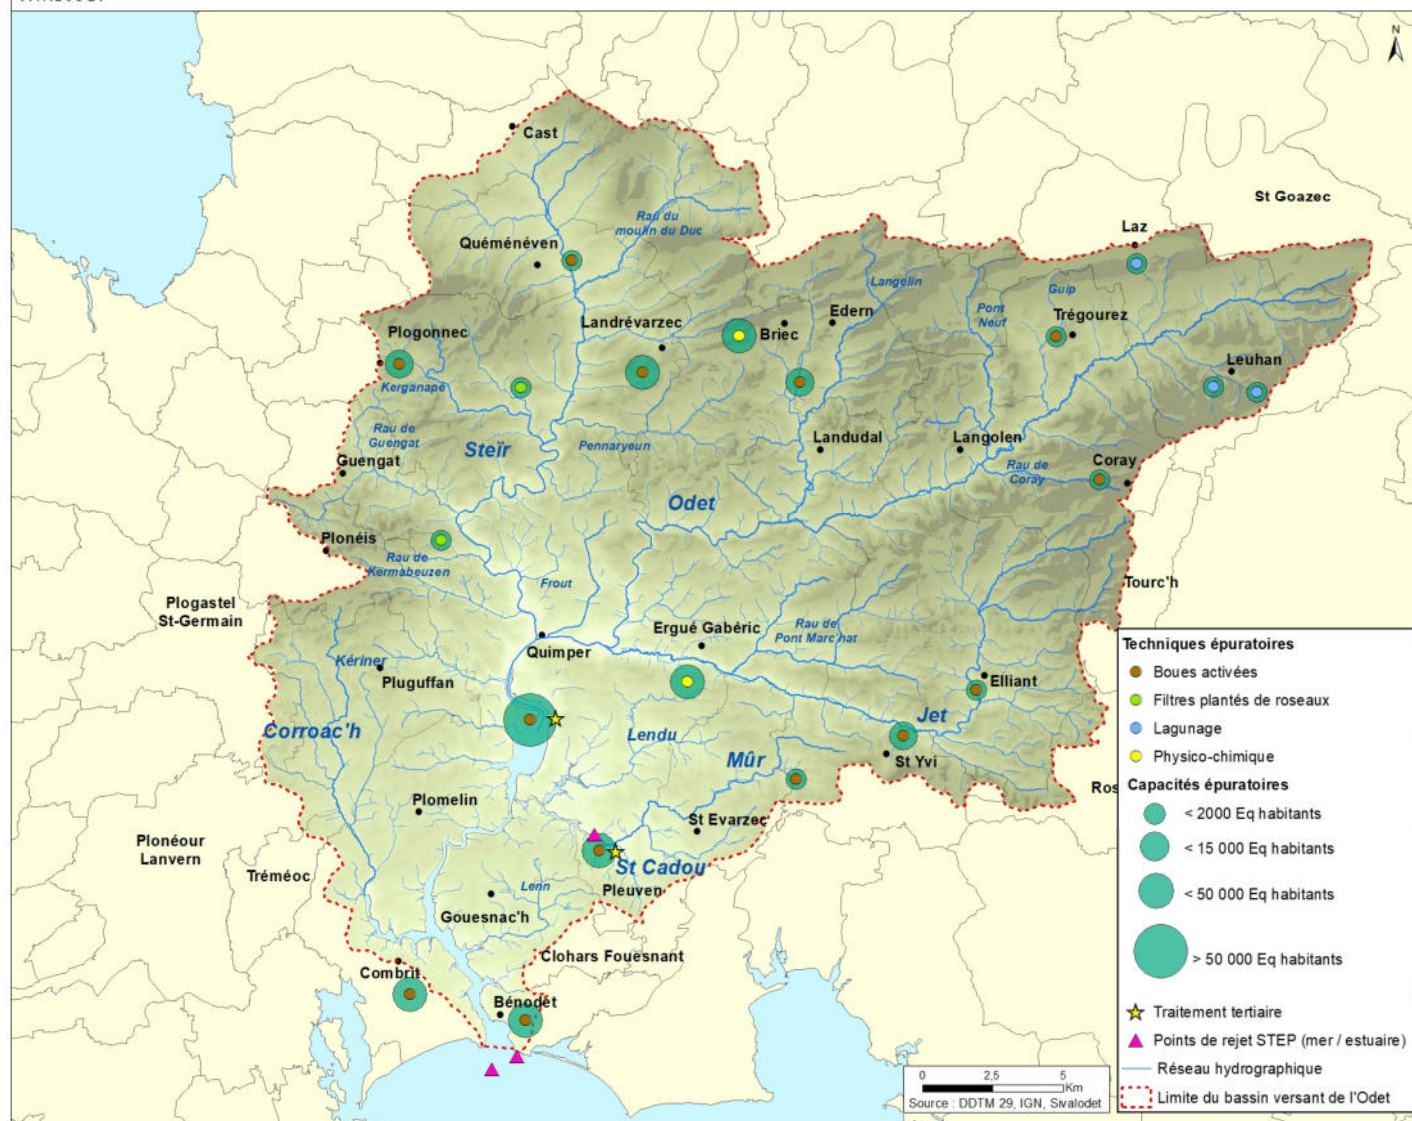 N
Cast
St Goazec
Laz
Rau du
moulin du Duc
Quéménéven
Langelin
Guip
Pont
Neuf
Edern
Trégourez
Landrévarzec
Briec
Plogonnec
Leuhan
Kerganapé
Rau de
Guengat
Steïr
Pennaryeun
Landudal
Langolen
Guengat
Rau de
Coray
Coray
Odet
Plonéis
Rau de
Kermabeuzen
Frout
Tourc'h
Plogastel
St-Germain
Ergué Gabéric
Rau de
Pont Marc'hat
Quimper
Kériner
Pluguffan
Elliant
Corroac'h
Lendu
Jet
Mûr
St Yvi
Ros
Plomelin
St Evarzec
Plonéour
Lanvern
Tréméoc
St Cadou
Pleuven
Lenn
Gouesnac'h
Clohars Fouesnant
Combrit
Bénodet
Techniques épuratoires
Boues activées
Filtres plantés de roseaux
Lagunage
Physico-chimique
Capacités épuratoires
< 2000 Eq habitants
< 15 000 Eq habitants
< 50 000 Eq habitants
> 50 000 Eq habitants
Traitement tertiaire
Points de rejet STEP (mer / estuaire)
Réseau hydrographique
Limite du bassin versant de l'Odet
0 2,5 5
Km
Source : DDTM 29, IGN, Sivalodet